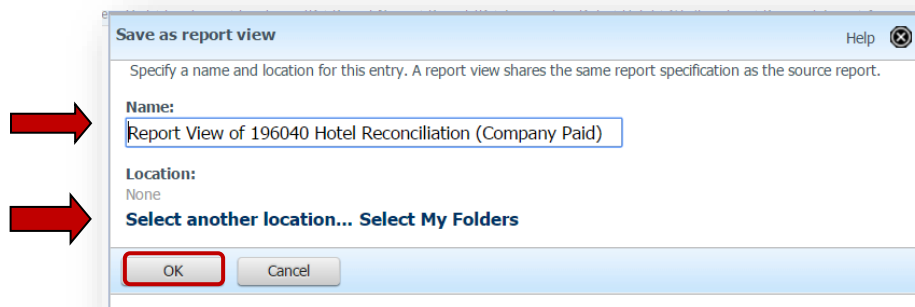 Save as report view
Help
Specify a name and location for this entry. A report view shares the same report specification as the source report.
Name:
Report View of 196040 Hotel Reconciliation (Company Paid)
Location:
None
Select another location... Select My Folders
OK Cancel